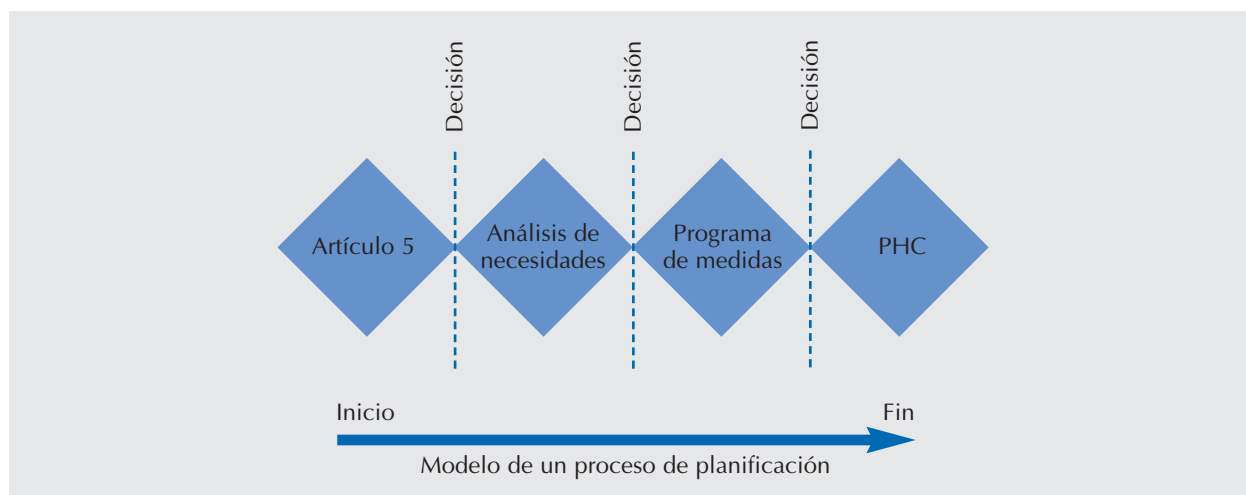 Decisión
Decisión
Decisión
Artículo 5
Análisis de
necesidades
Programa
de medidas
PHC
Inicio
Fin
Modelo de un proceso de planificación